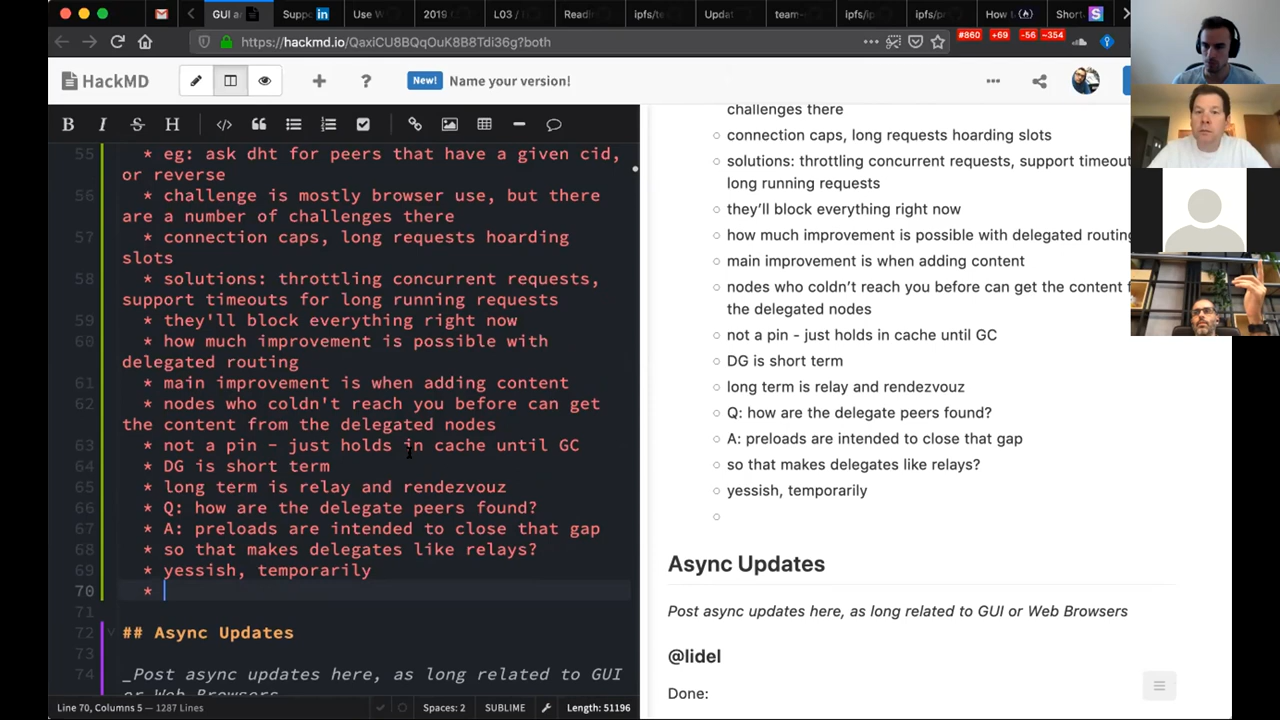 GUI a
Suppc
Use W
2019
L03 / I
Readi
ipfs/te
Updat
team-
ipfs/ip
ipfs/p
How t
Short
https://hackmd.io/QaxiCU8BQqOuK8B8Tdi36g?both
#860
+69
-56
~354
HackMD
New!
Name your version!
55
* eg: ask dht for peers that have a given cid,
or reverse
56
* challenge is mostly browser use, but there
are a number of challenges there
57
* connection caps, long requests hoarding
slots
58
* solutions: throttling concurrent requests,
support timeouts for long running requests
59
* they'll block everything right now
60
* how much improvement is possible with
delegated routing
61
* main improvement is when adding content
62
* nodes who coldn't reach you before can get
the content from the delegated nodes
63
* not a pin - just holds in cache until GC
64
* DG is short term
65
* long term is relay and rendezvouz
66
* Q: how are the delegate peers found?
67
* A: preloads are intended to close that gap
68
* so that makes delegates like relays?
69
* yessish, temporarily
70
*
71
72
## Async Updates
73
74
_Post async updates here, as long related to GUI
or Web Browsers
challenges there
connection caps, long requests hoarding slots
solutions: throttling concurrent requests, support timeout
long running requests
they'll block everything right now
how much improvement is possible with delegated routing
main improvement is when adding content
nodes who coldn't reach you before can get the content f
the delegated nodes
not a pin - just holds in cache until GC
DG is short term
long term is relay and rendezvouz
Q: how are the delegate peers found?
A: preloads are intended to close that gap
so that makes delegates like relays?
yessish, temporarily
Async Updates
Post async updates here, as long related to GUI or Web Browsers
@lidel
Done:
Line 70, Columns 5 — 1287 Lines
Spaces: 2
SUBLIME
Length: 51196